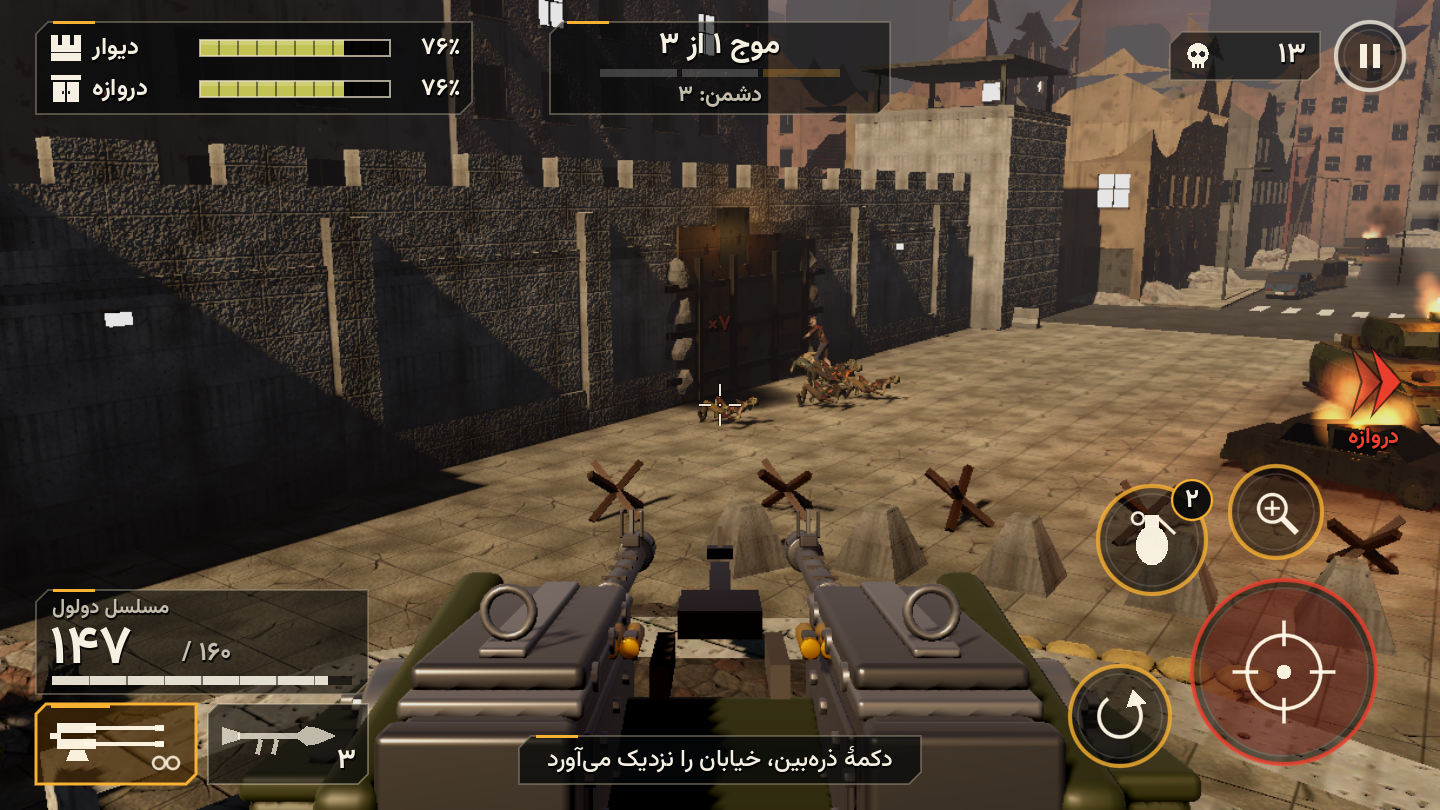 دیوار ۷۶٪
دروازه ۷۶٪
موج ۱ از ۳
دشمن: ۳
۱۳
×۷
دروازه
۲
مسلسل دولول
۱۴۷ / ۱۶۰
∞
۳
دکمهٔ ذره‌بین، خیابان را نزدیک می‌آورد